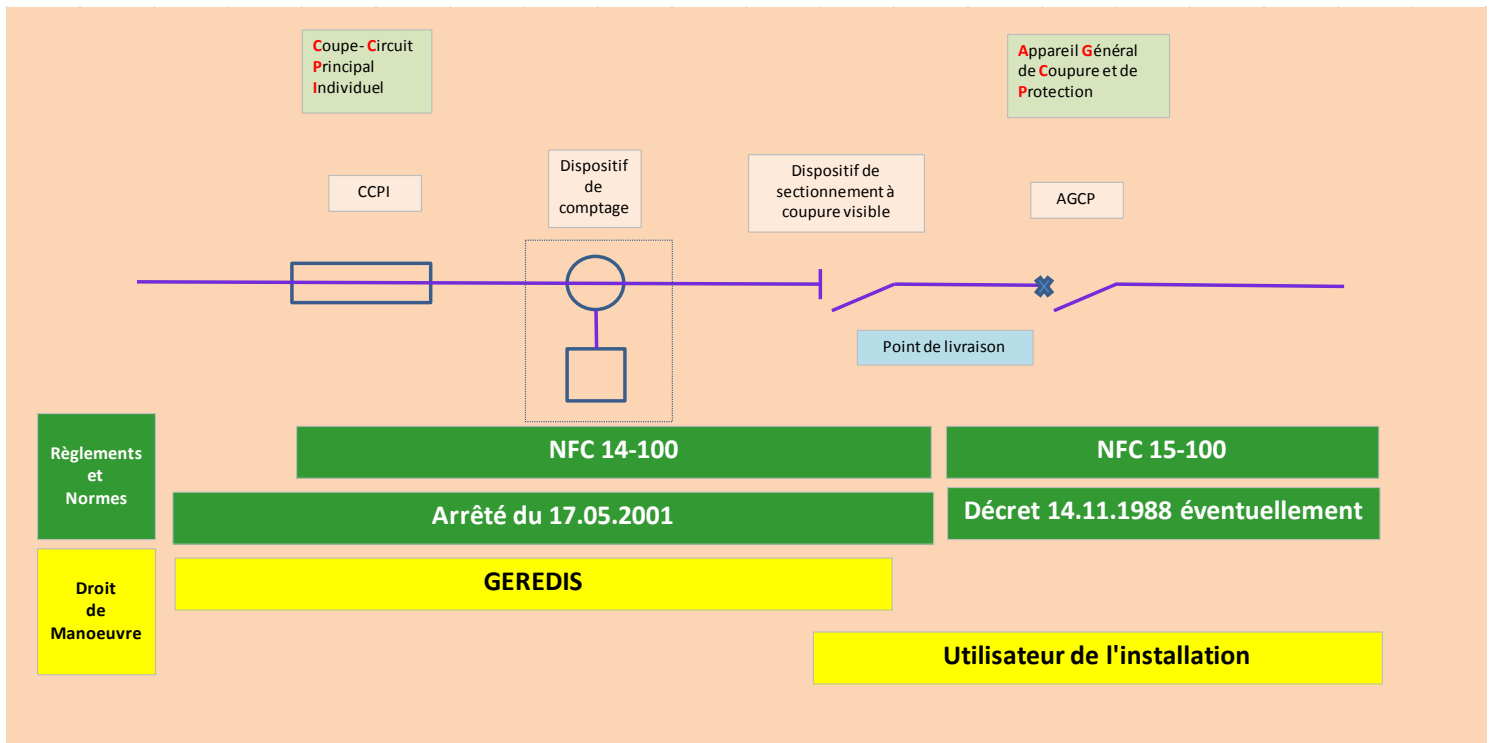 Coupe- Circuit
Principal
Individuel
Appareil Général
de Coupure et de
Protection
CCPI
Dispositif
de
comptage
Dispositif de
sectionnement à
coupure visible
AGCP
Point de livraison
Règlements
et
Normes
NFC 14-100
NFC 15-100
Arrêté du 17.05.2001
Décret 14.11.1988 éventuellement
Droit
de
Manoeuvre
GEREDIS
Utilisateur de l'installation